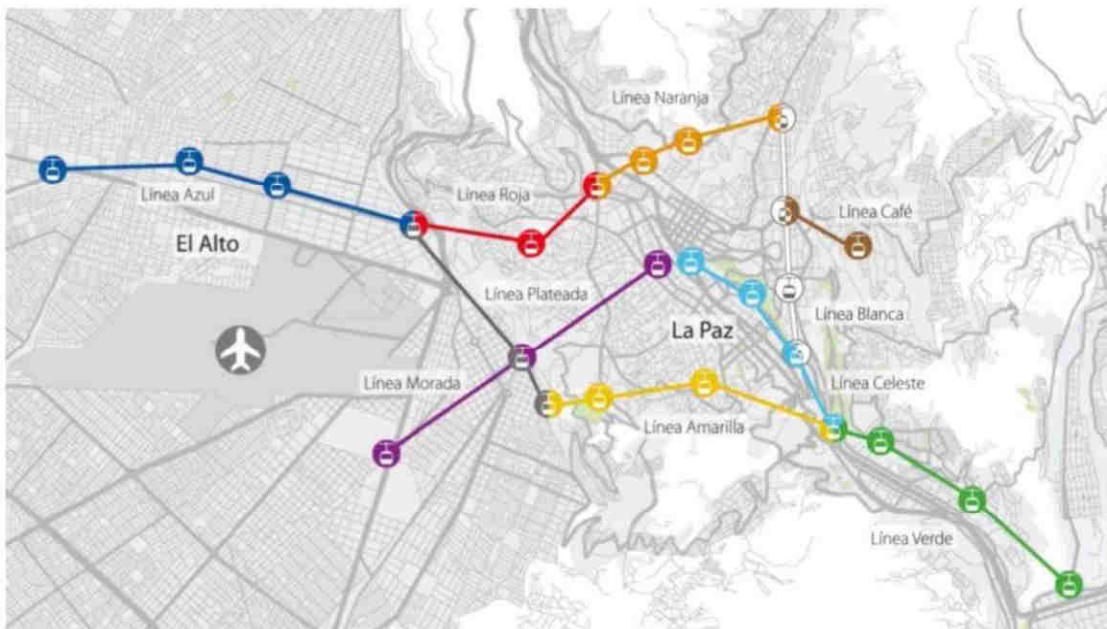 Línea Naranja
Línea Azul
Línea Roja
Línea Café
El Alto
Línea Plateada
La Paz
Línea Blanca
Línea Morada
Línea Celeste
Línea Amarilla
Línea Verde